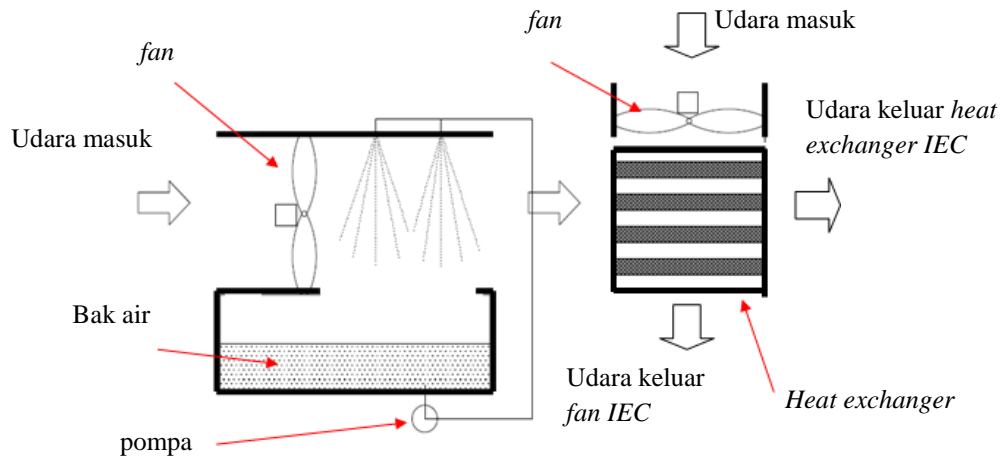 fan
Udara masuk
fan
Udara masuk
Udara keluar heat
exchanger IEC
Bak air
Udara keluar
fan IEC
Heat exchanger
pompa